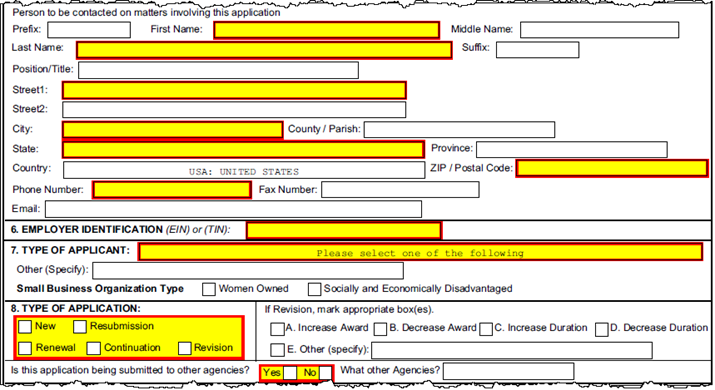 Person to be contacted on matters involving this application
Prefix: First Name: Middle Name:
Last Name: Suffix:
Position/Title:
Street1:
Street2:
City: County / Parish:
State: Province:
Country: USA: UNITED STATES ZIP / Postal Code:
Phone Number: Fax Number:
Email:
6. EMPLOYER IDENTIFICATION (EIN) or (TIN):
7. TYPE OF APPLICANT: Please select one of the following
Other (Specify):
Small Business Organization Type Women Owned Socially and Economically Disadvantaged
8. TYPE OF APPLICATION: If Revision, mark appropriate box(es).
New Resubmission A. Increase Award B. Decrease Award C. Increase Duration D. Decrease Duration
Renewal Continuation Revision E. Other (specify):
Is this application being submitted to other agencies? Yes No What other Agencies?